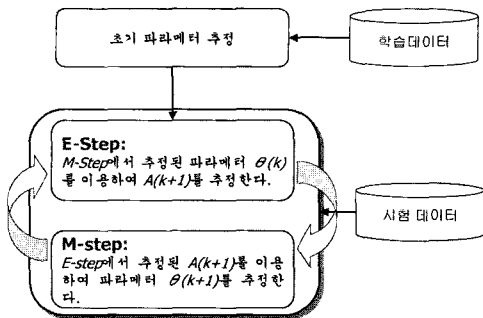 초기 파라메터 추정
학습데이터
E-Step:
M-Step에서 추정된 파라메터 θ(k)
를 이용하여 A(k+1)를 추정한다.
시험 데이터
M-step:
E-step에서 추정된 A(k+1)를 이용
하여 파라메터 θ(k+1)를 추정한
다.